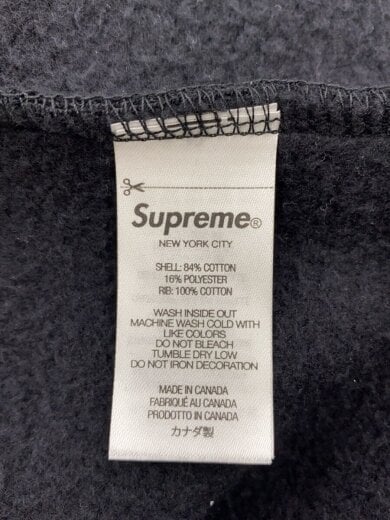 Supreme®
NEW YORK CITY
SHELL: 84% COTTON
16% POLYESTER
RIB: 100% COTTON
WASH INSIDE OUT
MACHINE WASH COLD WITH
LIKE COLORS
DO NOT BLEACH
TUMBLE DRY LOW
DO NOT IRON DECORATION
MADE IN CANADA
FABRIQUÉ AU CANADA
PRODOTTO IN CANADA
カナダ製